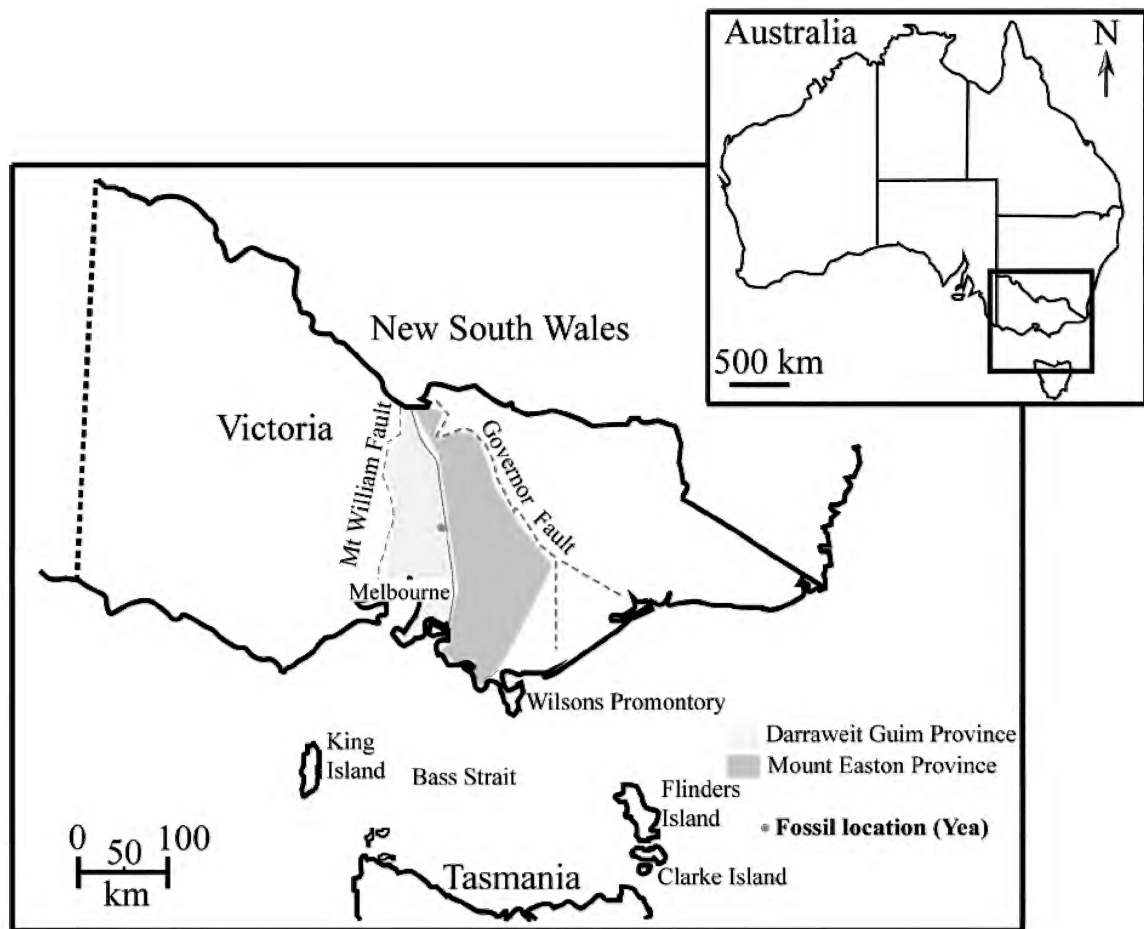 Australia
N
500 km
New South Wales
Victoria
Mt William Fault
Governor Fault
Melbourne
Wilsons Promontory
Darraweit Guim Province
Mount Easton Province
King
Island
Bass Strait
Flinders
Island
Fossil location (Yea)
0 50 100
km
Tasmania
Clarke Island